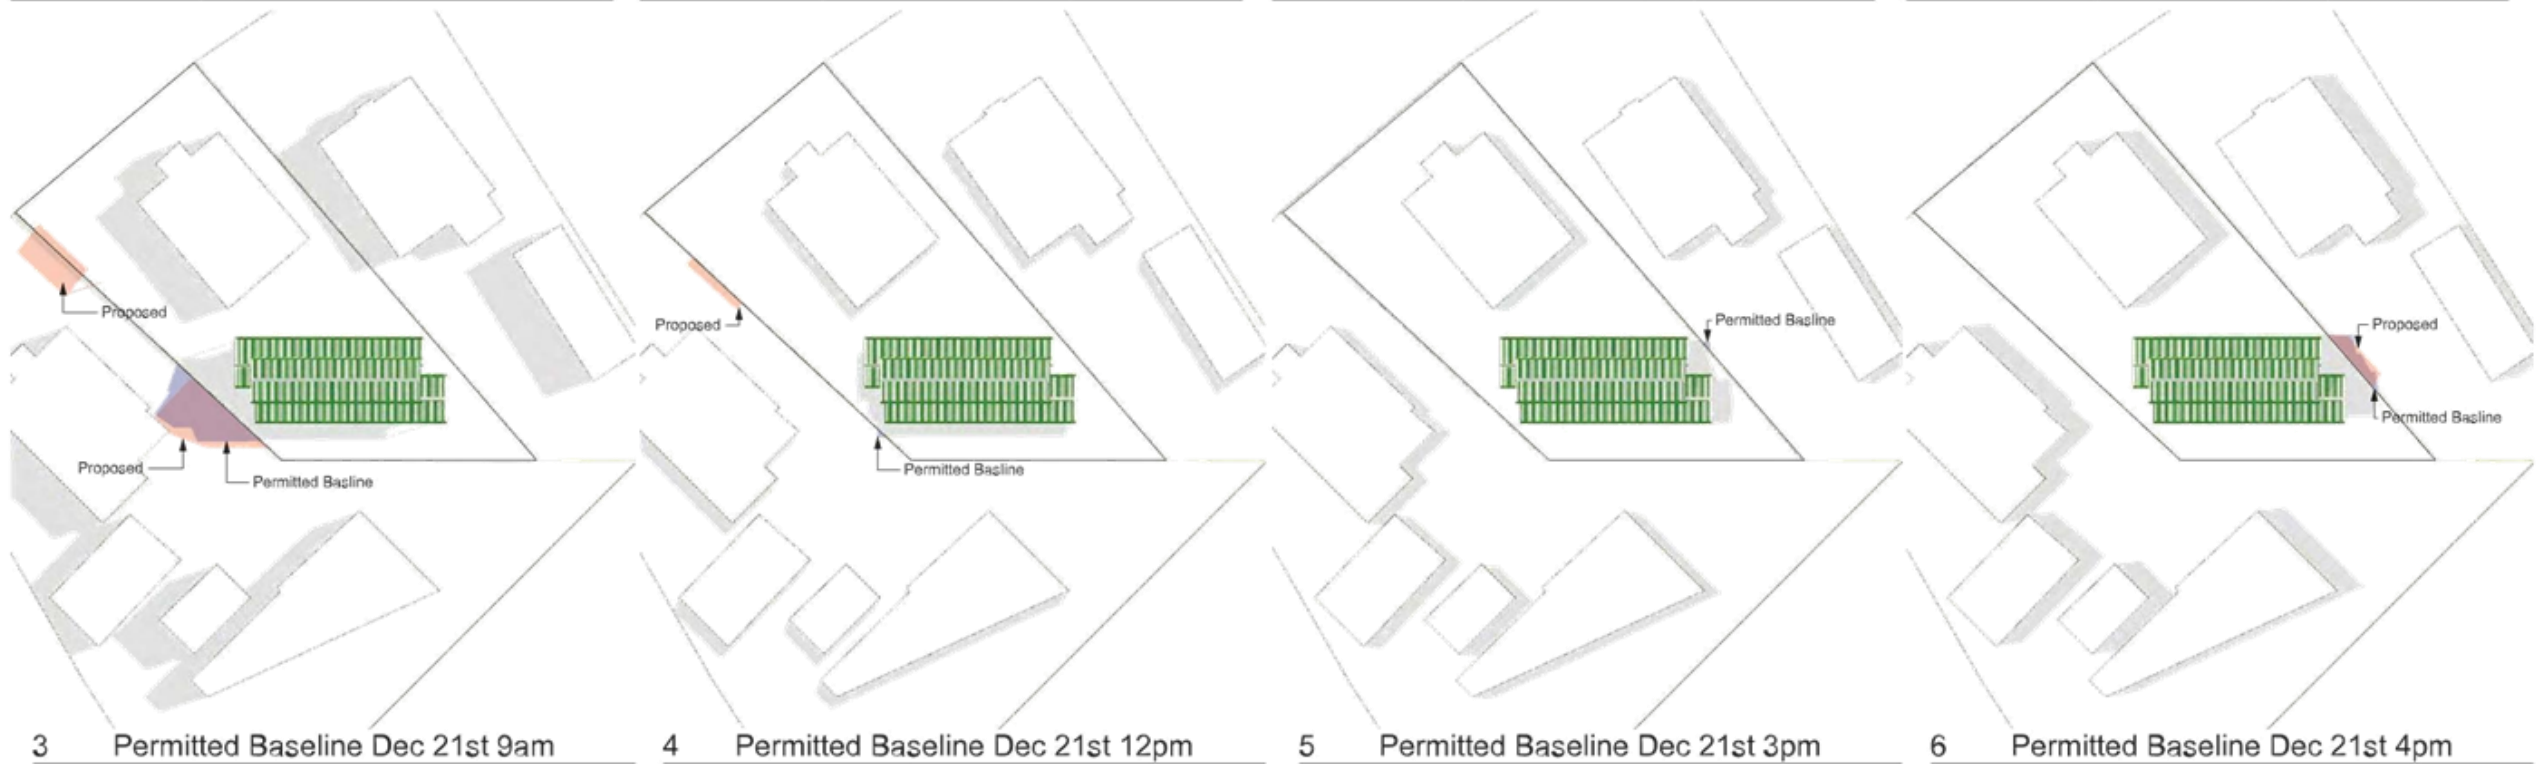 Proposed
Proposed
Permitted Basline
3 Permitted Baseline Dec 21st 9am
Proposed
Permitted Basline
4 Permitted Baseline Dec 21st 12pm
Permitted Basline
5 Permitted Baseline Dec 21st 3pm
Proposed
Permitted Basline
6 Permitted Baseline Dec 21st 4pm